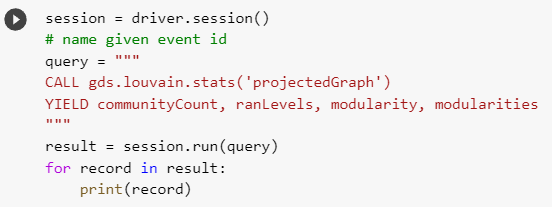 session = driver.session()
# name given event id
query = """
CALL gds.louvain.stats('projectedGraph')
YIELD communityCount, ranLevels, modularity, modularities
"""
result = session.run(query)
for record in result:
    print(record)